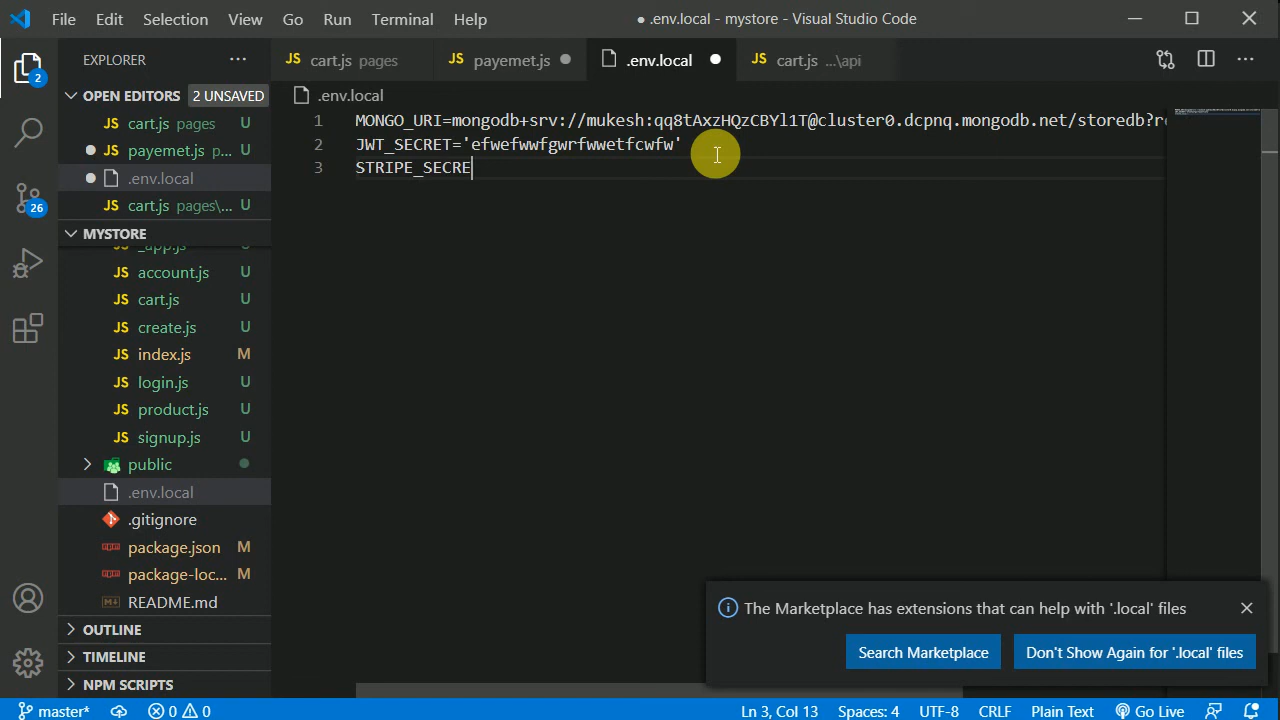 File Edit Selection View Go Run Terminal Help
● .env.local - mystore - Visual Studio Code
EXPLORER
OPEN EDITORS 2 UNSAVED
JS cart.js pages
JS payemet.js p...
.env.local
JS cart.js pages\...
MYSTORE
JS _app.js U
JS account.js U
JS cart.js U
JS create.js U
JS index.js M
JS login.js U
JS product.js U
JS signup.js U
public
.env.local
.gitignore
package.json M
package-loc... M
README.md
OUTLINE
TIMELINE
NPM SCRIPTS
2
26
JS cart.js pages
JS payemet.js
.env.local
JS cart.js ...\api
.env.local
1 MONGO_URI=mongodb+srv://mukesh:qq8tAxzHQzCBYl1T@cluster0.dcpnq.mongodb.net/storedb?re
2 JWT_SECRET='efwefwwfgwrfwwetfcwfw'
3 STRIPE_SECRE
The Marketplace has extensions that can help with '.local' files
Search Marketplace
Don't Show Again for '.local' files
master* 0 0 Ln 3, Col 13 Spaces: 4 UTF-8 CRLF Plain Text Go Live